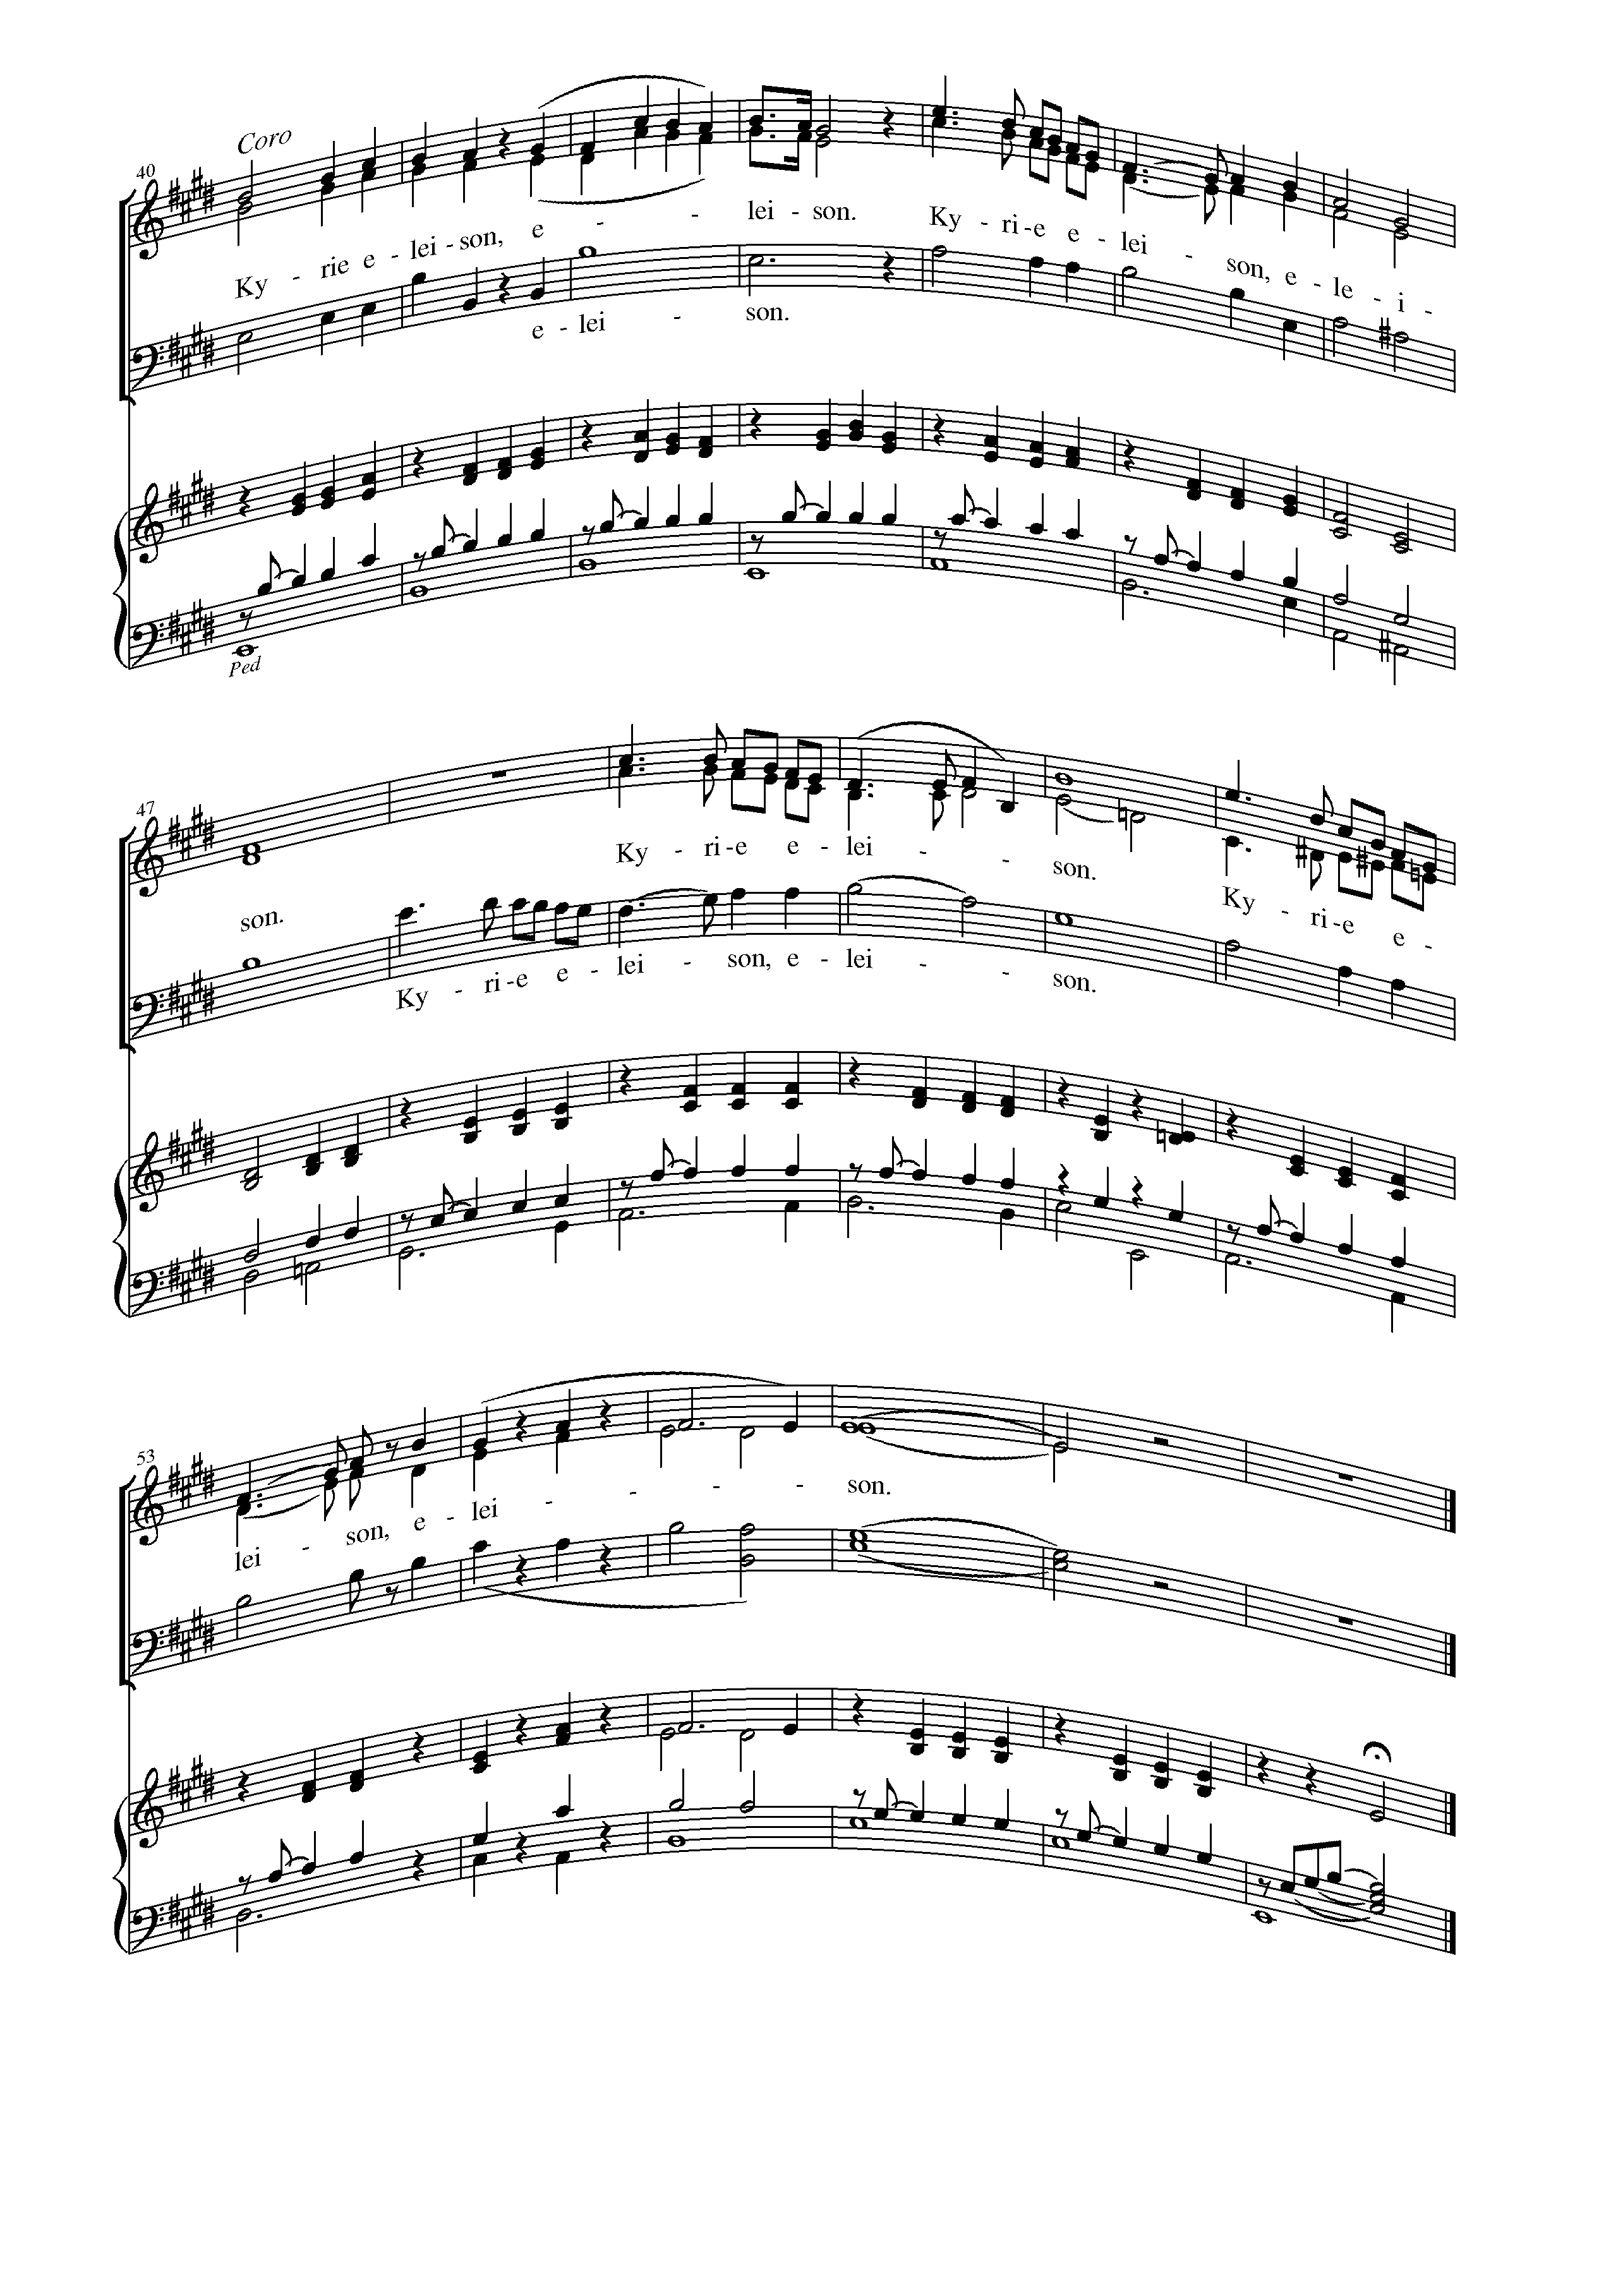 40
Coro
Ky - rie e - lei - son, e - - lei - son. Ky - ri -e e - lei - son, e - le - i -
e - lei - son.
Ped
47
son. Ky - ri -e e - lei - - son. Ky - ri -e e -
Ky - ri -e e - lei - son, e - lei - - son.
53
lei - son, e - lei - - - - son.